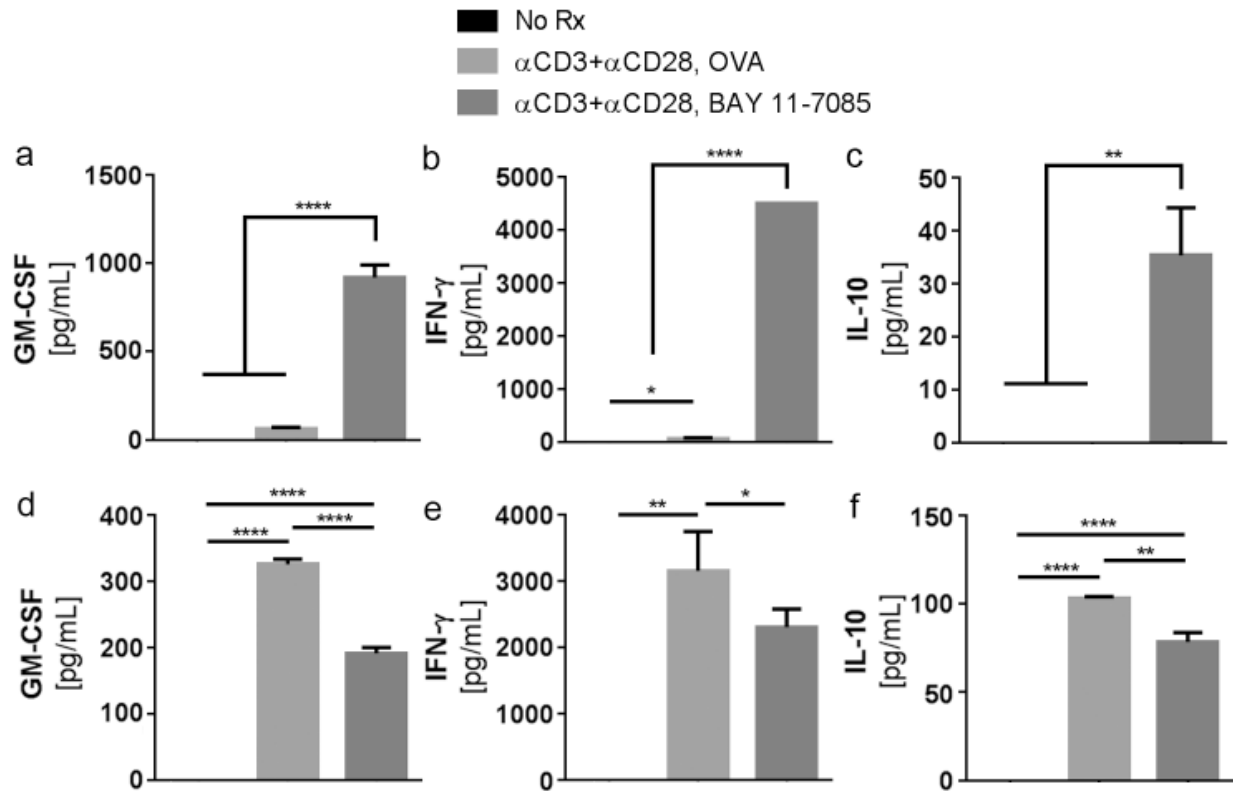 No Rx
αCD3+αCD28, OVA
αCD3+αCD28, BAY 11-7085
a
GM-CSF
[pg/mL]
1500
1000
500
0
****
b
IFN-γ
[pg/mL]
5000
4000
3000
2000
1000
0
****
*
c
IL-10
[pg/mL]
50
40
30
20
10
0
**
d
GM-CSF
[pg/mL]
400
300
200
100
0
****
****
****
e
IFN-γ
[pg/mL]
4000
3000
2000
1000
0
**
*
f
IL-10
[pg/mL]
150
100
50
0
****
****
**